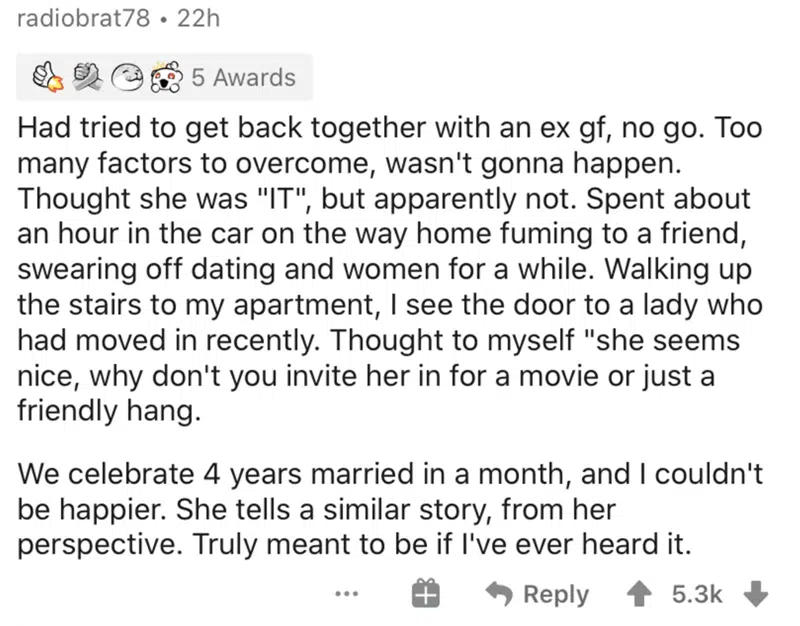 radiobrat78 • 22h
5 Awards
Had tried to get back together with an ex gf, no go. Too
many factors to overcome, wasn't gonna happen.
Thought she was "IT", but apparently not. Spent about
an hour in the car on the way home fuming to a friend,
swearing off dating and women for a while. Walking up
the stairs to my apartment, I see the door to a lady who
had moved in recently. Thought to myself "she seems
nice, why don't you invite her in for a movie or just a
friendly hang.
We celebrate 4 years married in a month, and I couldn't
be happier. She tells a similar story, from her
perspective. Truly meant to be if I've ever heard it.
... Reply 5.3k